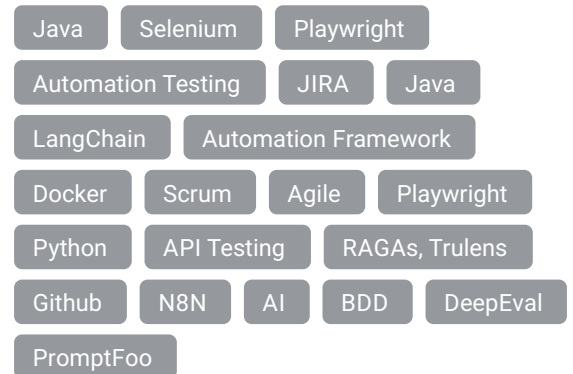 Java Selenium Playwright
Automation Testing JIRA Java
LangChain Automation Framework
Docker Scrum Agile Playwright
Python API Testing RAGAs, Trulens
Github N8N AI BDD DeepEval
PromptFoo